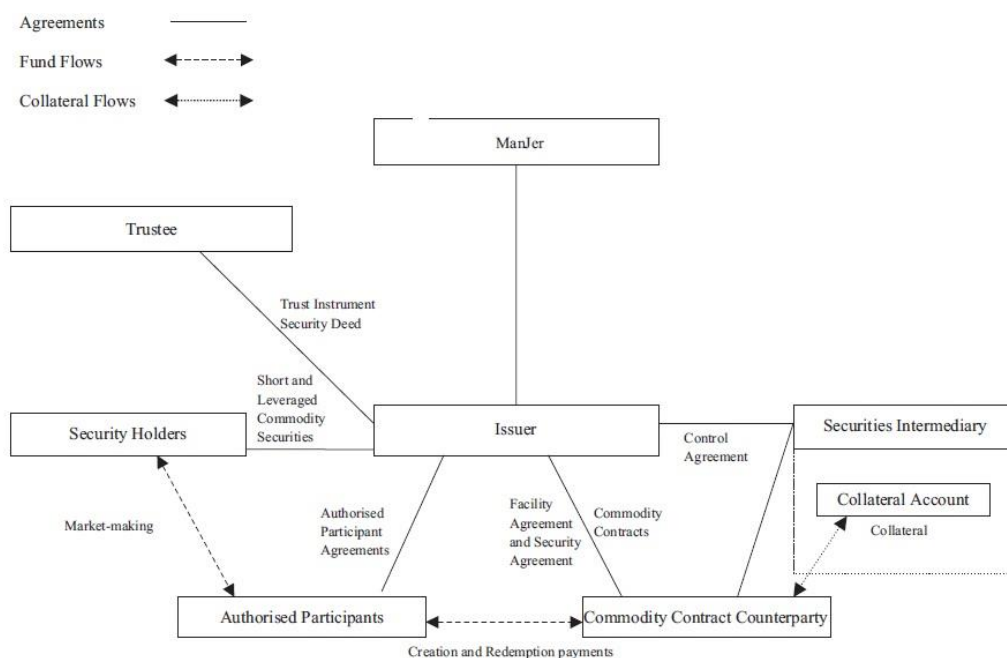 Agreements
Fund Flows
Collateral Flows
ManJer
Trustee
Trust Instrument
Security Deed
Short and
Leveraged
Commodity
Securities
Security Holders
Issuer
Securities Intermediary
Control
Agreement
Collateral Account
Collateral
Market-making
Authorised
Participant
Agreements
Facility
Agreement
and Security
Agreement
Commodity
Contracts
Authorised Participants
Commodity Contract Counterparty
Creation and Redemption payments